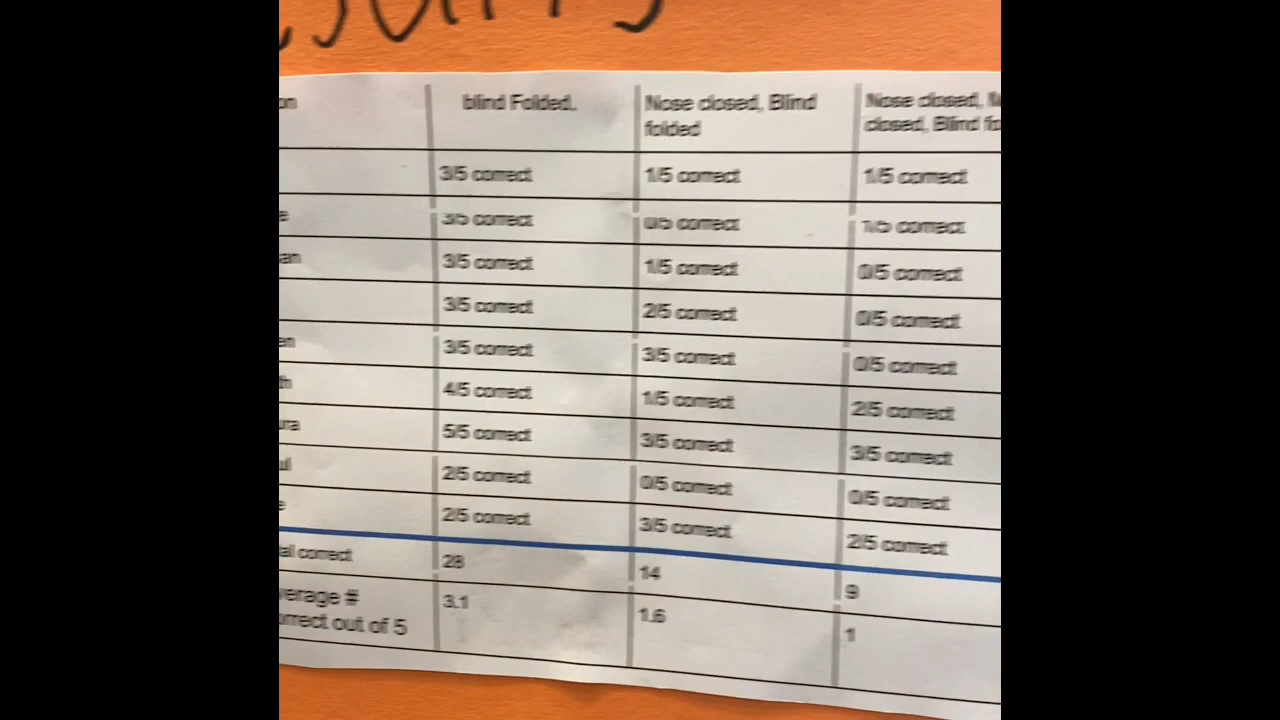 blind Folded. Nose closed, Blind Nose closed,
folded closed, Blind
3/5 correct 1/5 correct 1/5 correct
3/5 correct 0/5 correct 1/5 correct
3/5 correct 1/5 correct 0/5 correct
3/5 correct 2/5 correct 0/5 correct
3/5 correct 3/5 correct 0/5 correct
4/5 correct 1/5 correct 2/5 correct
5/5 correct 3/5 correct 3/5 correct
2/5 correct 0/5 correct 0/5 correct
2/5 correct 3/5 correct 2/5 correct
correct 28 14 9
verage # 3.1 1.6 1
orrect out of 5